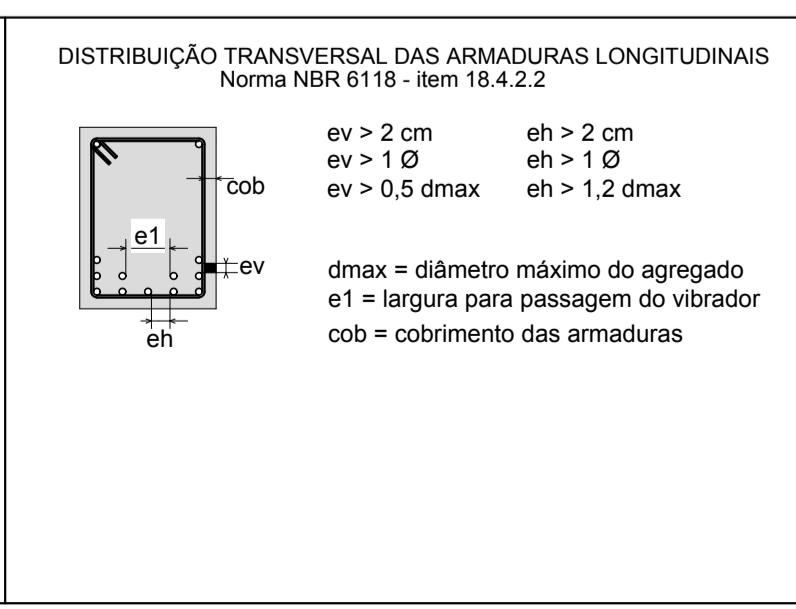 DISTRIBUIÇÃO TRANSVERSAL DAS ARMADURAS LONGITUDINAIS
Norma NBR 6118 - item 18.4.2.2
ev > 2 cm eh > 2 cm
ev > 1 Ø eh > 1 Ø
ev > 0,5 dmax eh > 1,2 dmax
cob
e1
ev
eh
dmax = diâmetro máximo do agregado
e1 = largura para passagem do vibrador
cob = cobrimento das armaduras